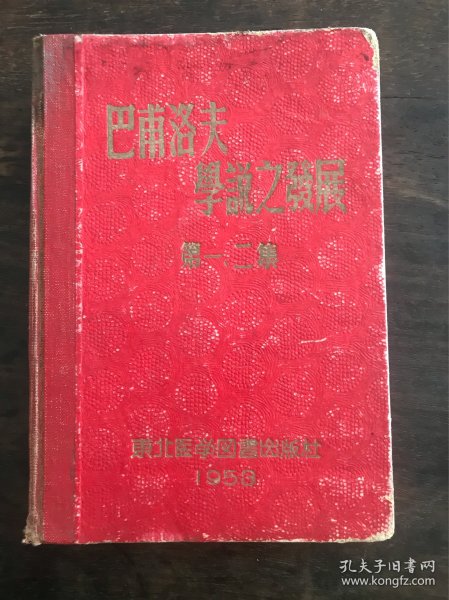 巴甫洛夫
學說之發展
第一、二集
東北医学圖書出版社
1953
孔夫子旧书网
www.kongfz.com